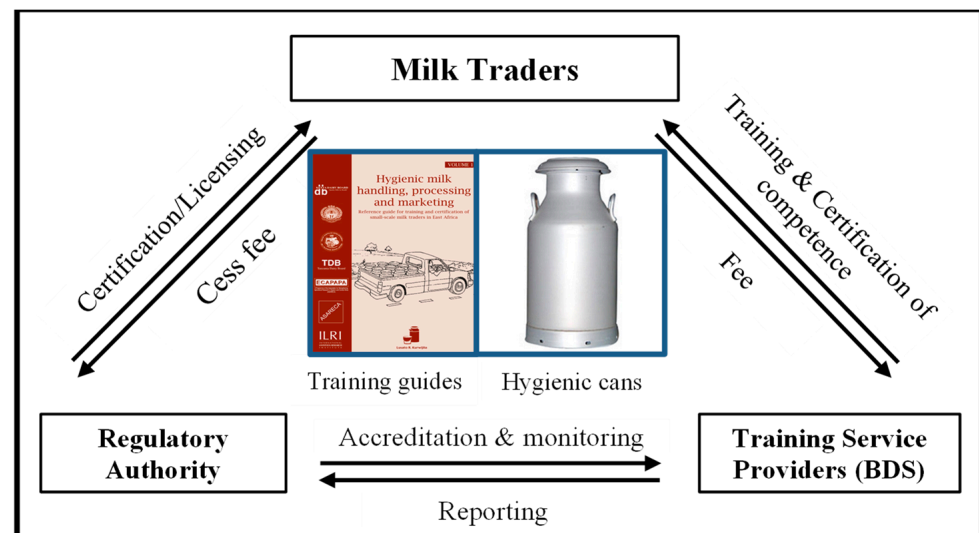 Milk Traders
Certification/Licensing
Cess fee
Training & Certification of
competence
Fee
VOLUME 1
Hygienic milk
handling, processing
and marketing
Reference guide for training and certification of
small-scale milk traders in East Africa
db
TDB
ECAPAPA
ASARECA
ILRI
Training guides
Hygienic cans
Regulatory
Authority
Accreditation & monitoring
Reporting
Training Service
Providers (BDS)